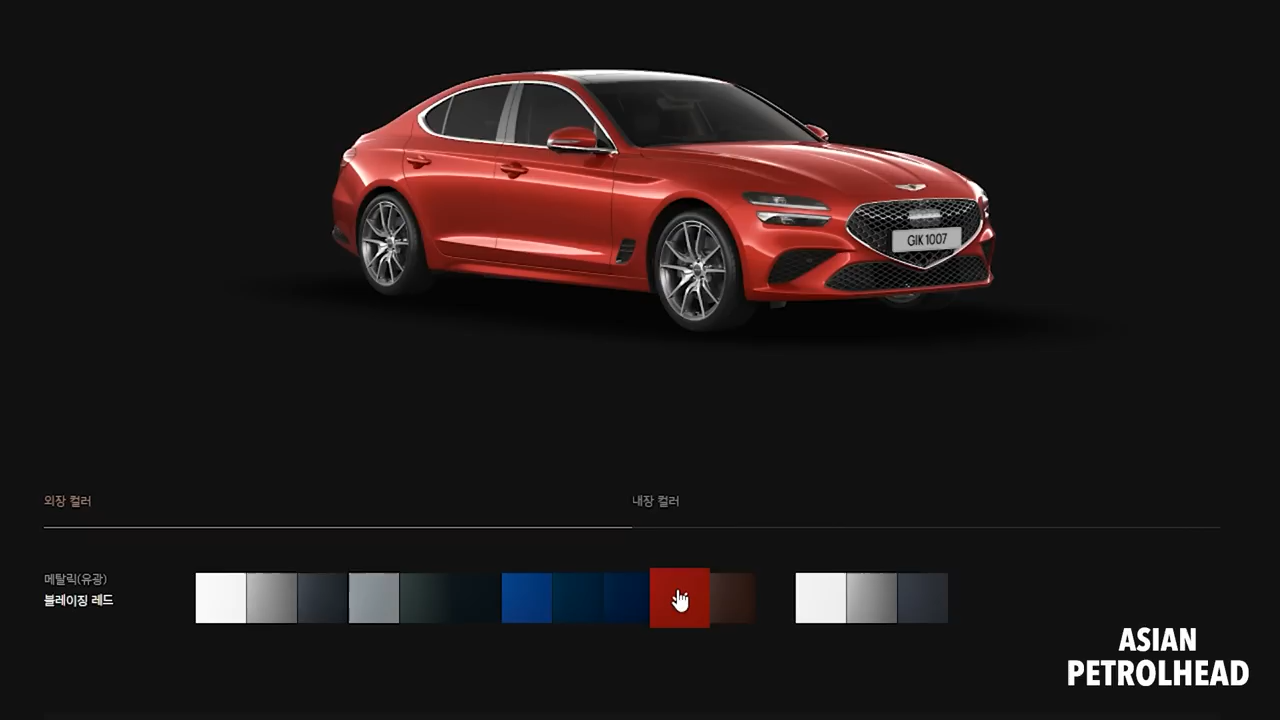 GIK 1007
외장 컬러
내장 컬러
메탈릭(유광)
블레이징 레드
ASIAN
PETROLHEAD